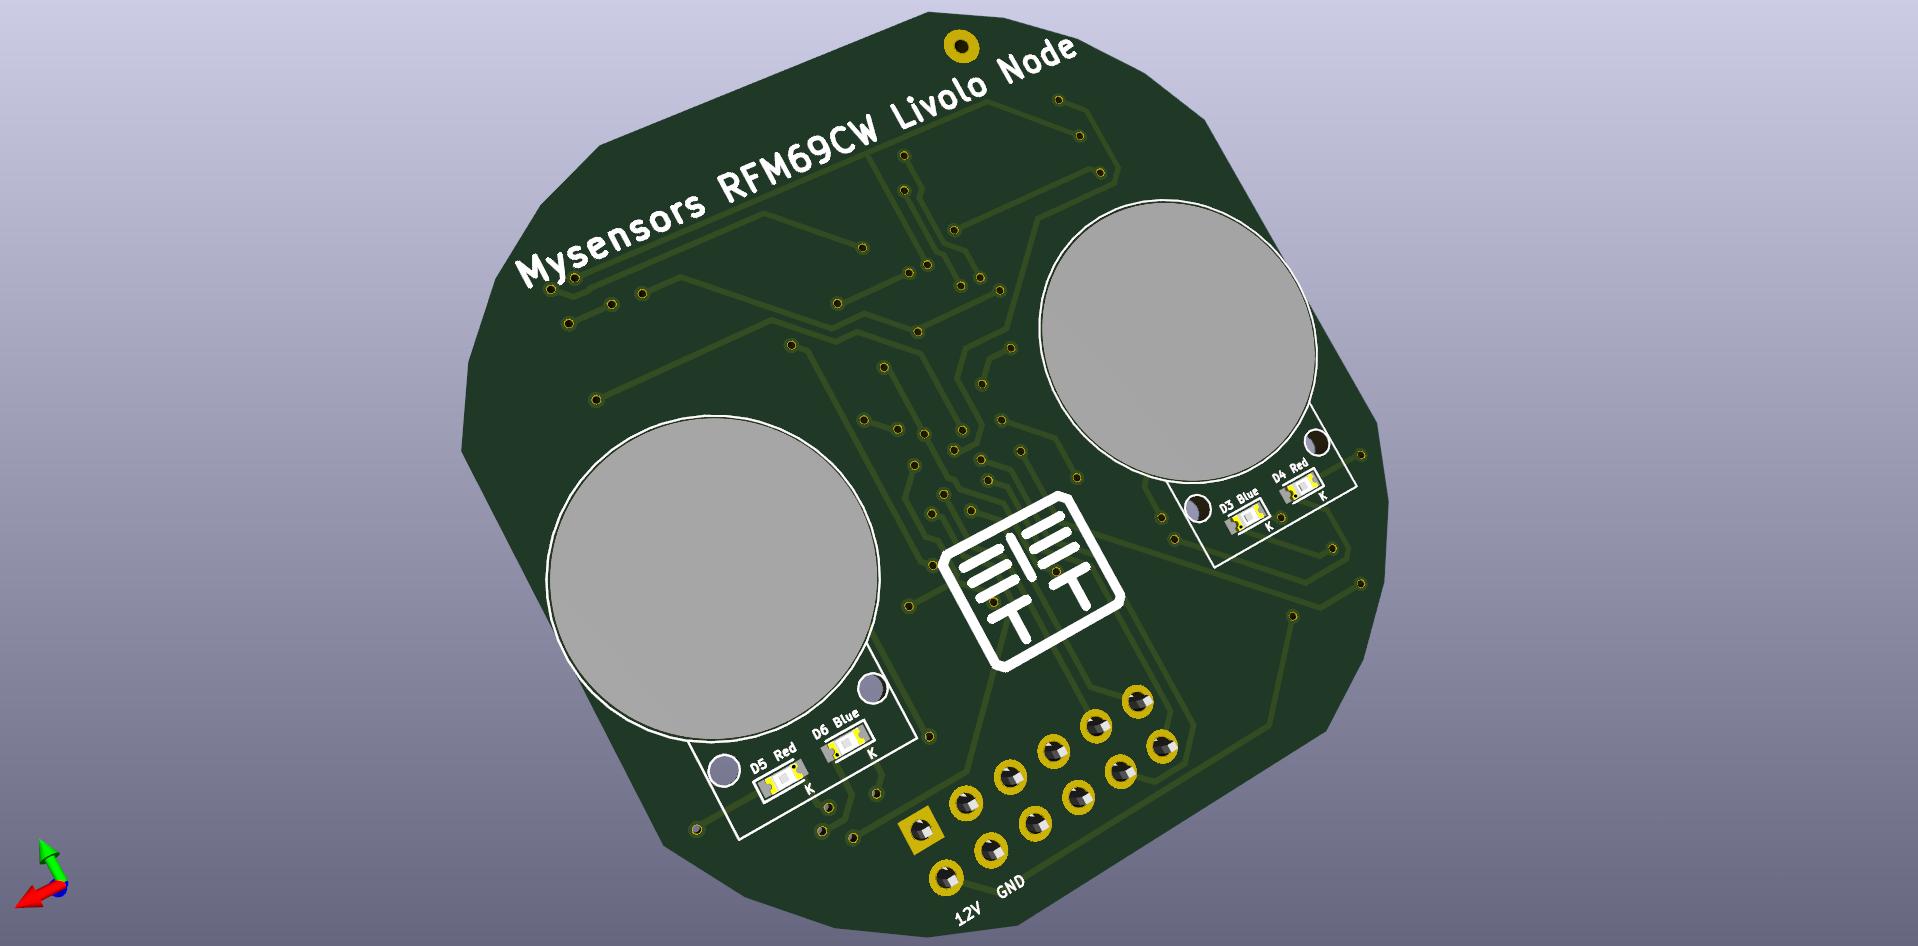 Mysensors RFM69CW Livolo Node
D3 Blue
K
D4 Red
K
D5 Red
K
D6 Blue
K
12V
GND